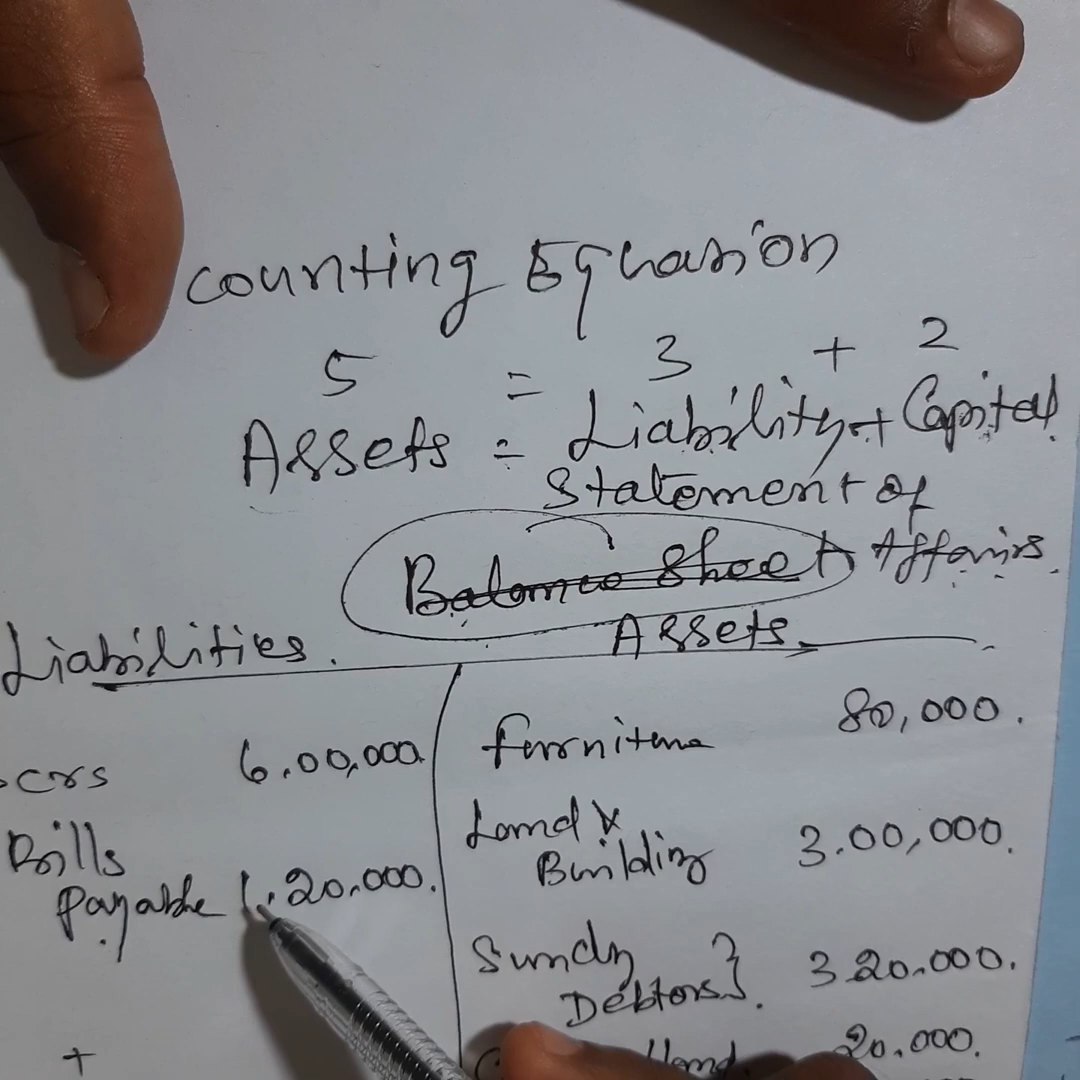 counting Equation
5 = 3 + 2
Assets = Liability + Capital
Statement of
Balance Sheet Affairs.
Liabilities. Assets.
crs 6,00,000. furniture 80,000.
Land & Building 3.00,000.
Bills Payable 1.20.000.
Sundry Debtors}. 3.20.000.
+ Hand. 20.000.